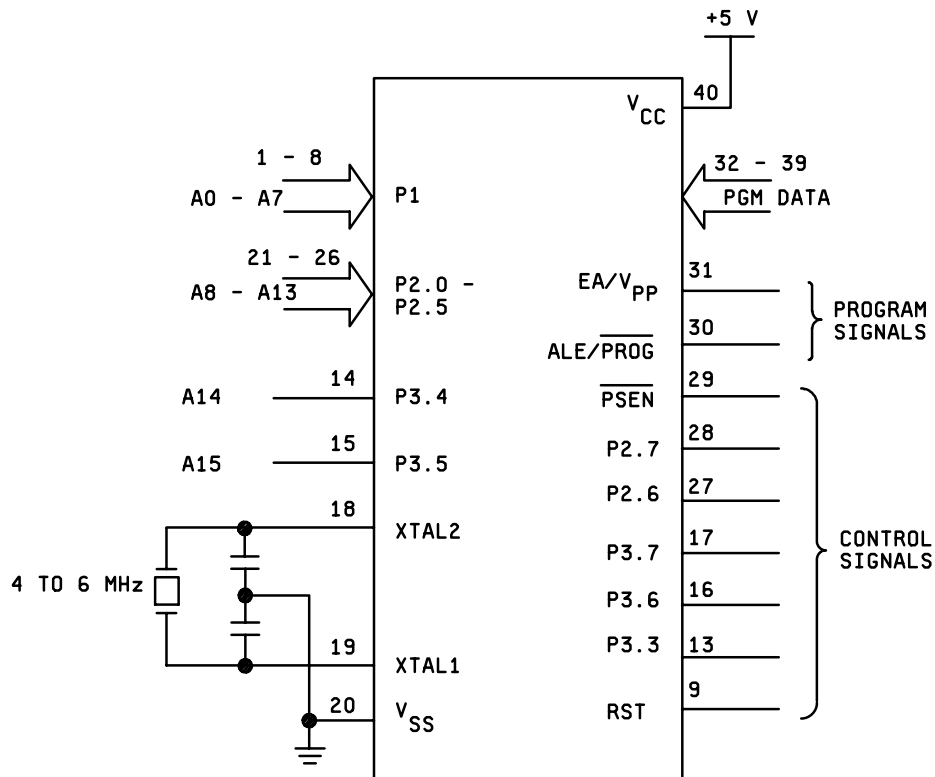 +5 V
40
VCC
1 - 8
A0 - A7
P1
32 - 39
PGM DATA
21 - 26
A8 - A13
P2.0 -
P2.5
31
EA/VPP
30
ALE/PROG
PROGRAM
SIGNALS
14
A14
P3.4
29
PSEN
28
P2.7
15
A15
P3.5
27
P2.6
18
XTAL2
17
P3.7
CONTROL
SIGNALS
4 TO 6 MHz
16
P3.6
19
XTAL1
13
P3.3
20
VSS
9
RST